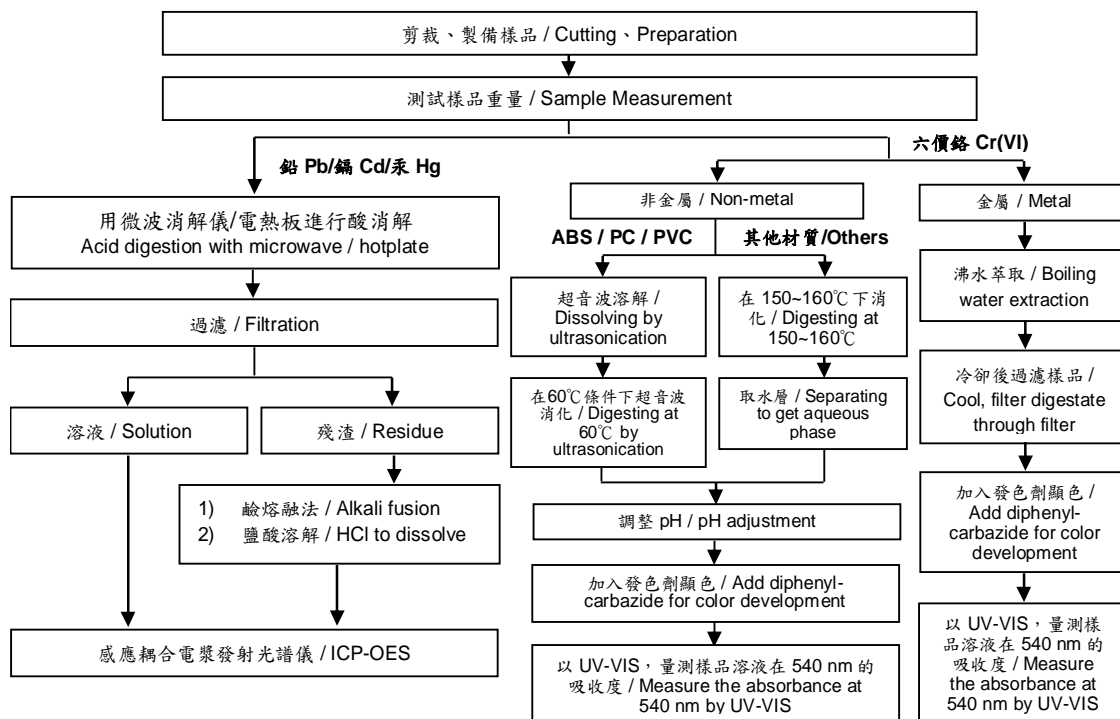 剪裁、製備樣品 / Cutting、Preparation
測試樣品重量 / Sample Measurement
鉛 Pb/鎘 Cd/汞 Hg
用微波消解儀/電熱板進行酸消解
Acid digestion with microwave / hotplate
過濾 / Filtration
溶液 / Solution
殘渣 / Residue
1) 鹼熔融法 / Alkali fusion
2) 鹽酸溶解 / HCl to dissolve
感應耦合電漿發射光譜儀 / ICP-OES
六價鉻 Cr(VI)
非金屬 / Non-metal
ABS / PC / PVC
超音波溶解 /
Dissolving by
ultrasonication
在60℃條件下超音波
消化 / Digesting at
60℃ by
ultrasonication
其他材質/Others
在 150~160℃下消
化 / Digesting at
150~160℃
取水層 / Separating
to get aqueous
phase
調整 pH / pH adjustment
加入發色劑顯色 / Add diphenyl-
carbazide for color development
以 UV-VIS，量測樣品溶液在 540 nm 的
吸收度 / Measure the absorbance at
540 nm by UV-VIS
金屬 / Metal
沸水萃取 / Boiling
water extraction
冷卻後過濾樣品 /
Cool, filter digestate
through filter
加入發色劑顯色 /
Add diphenyl-
carbazide for color
development
以 UV-VIS，量測樣
品溶液在 540 nm 的
吸收度 / Measure
the absorbance at
540 nm by UV-VIS